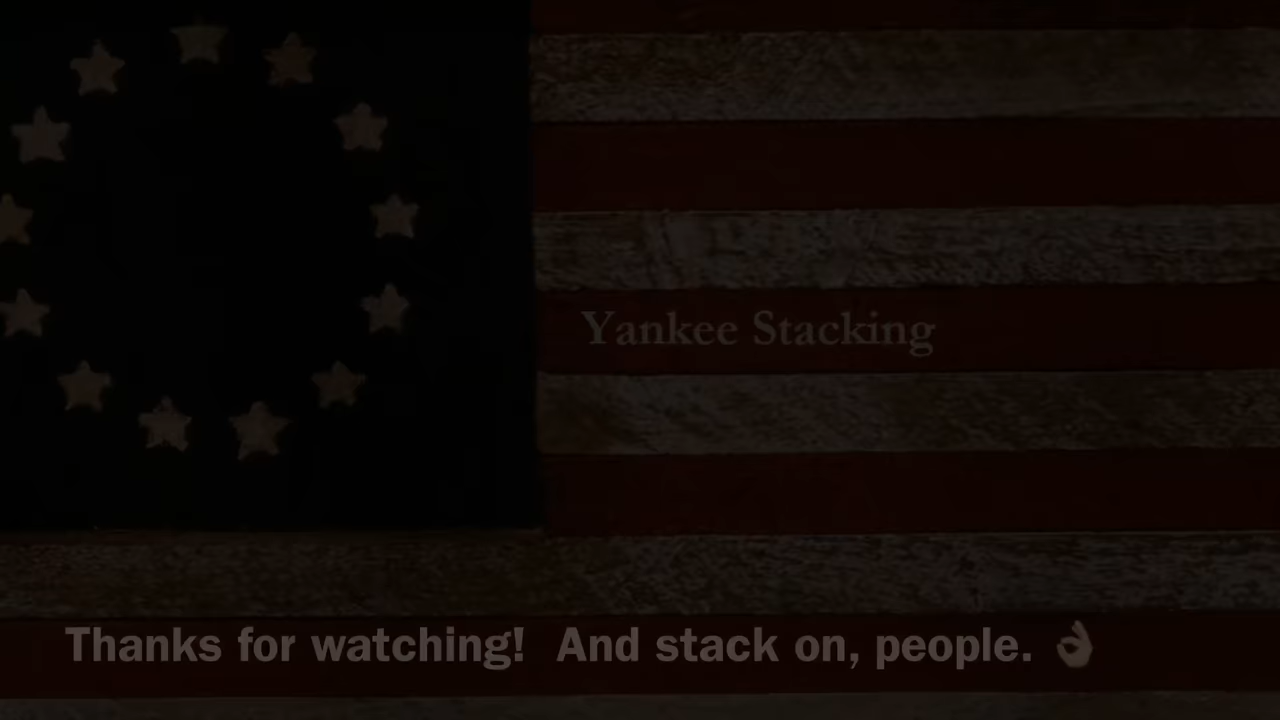 Yankee Stacking
Thanks for watching!  And stack on, people. 👌